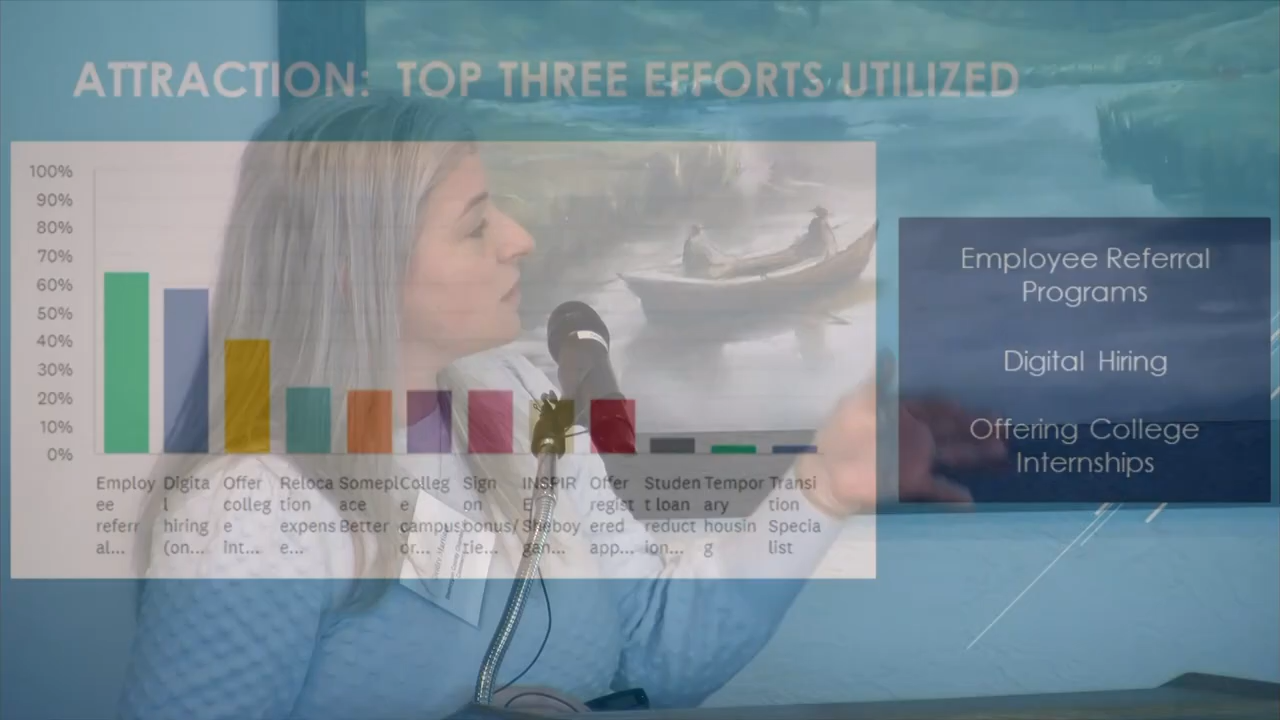 ATTRACTION: TOP THREE EFFORTS UTILIZED
100%
90%
80%
70%
60%
50%
40%
30%
20%
10%
0%
Employ
ee
referr
al...
Digita
l
hiring
(on...
Offer
colleg
e
int...
Reloca
tion
expens
e...
Somepl
ace
Better
Colleg
e
campus
or...
Sign
on
bonus/
tie...
INSPIR
E
Sheboy
gan...
Offer
regist
ered
app...
Studen
t loan
reduct
ion...
Tempor
ary
housin
g
Transi
tion
Specia
list
Employee Referral
Programs
Digital Hiring
Offering College
Internships